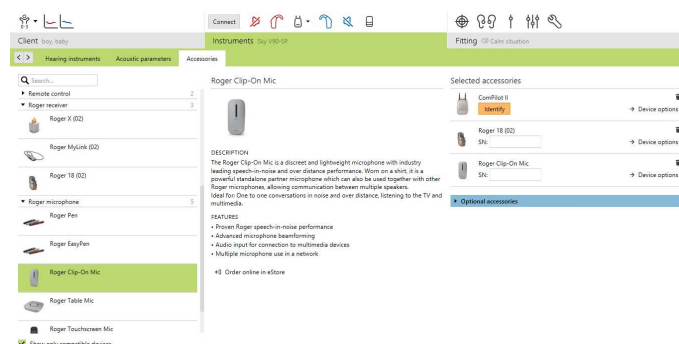 0-3
Connect
Client boy, baby
Instruments Sky V90-SP
Fitting Calm situation
< >
Hearing instruments
Acoustic parameters
Accessories
Search...
Remote control 2
Roger receiver 3
Roger X (02)
Roger MyLink (02)
Roger 18 (02)
Roger microphone 5
Roger Pen
Roger EasyPen
Roger Clip-On Mic
Roger Table Mic
Roger Touchscreen Mic
Show only compatible devices
Roger Clip-On Mic
DESCRIPTION
The Roger Clip-On Mic is a discreet and lightweight microphone with industry
leading speech-in-noise and over distance performance. Worn on a shirt, it is a
powerful standalone partner microphone which can also be used together with other
Roger microphones, allowing communication between multiple speakers.
Ideal for: One to one conversations in noise and over distance, listening to the TV and
multimedia.
FEATURES
• Proven Roger speech-in-noise performance
• Advanced microphone beamforming
• Audio input for connection to multimedia devices
• Multiple microphone use in a network
Order online in eStore
Selected accessories
ComPilot II
Identify
→ Device options
Roger 18 (02)
SN:
→ Device options
Roger Clip-On Mic
SN:
→ Device options
Optional accessories